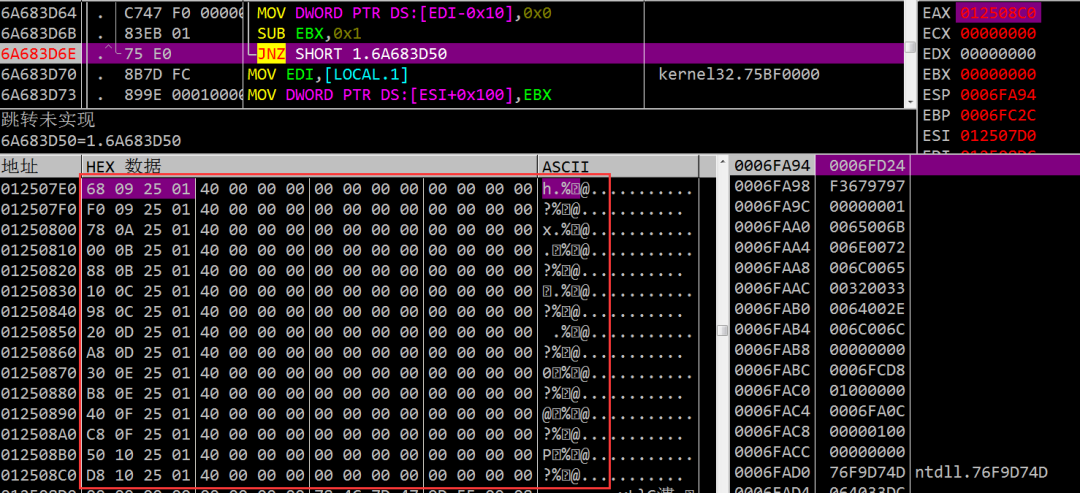 6A683D64 . C747 F0 00000 MOV DWORD PTR DS:[EDI-0x10],0x0
6A683D6B . 83EB 01 SUB EBX,0x1
6A683D6E .^ 75 E0 JNZ SHORT 1.6A683D50
6A683D70 . 8B7D FC MOV EDI,[LOCAL.1] kernel32.75BF0000
6A683D73 . 899E 00010000 MOV DWORD PTR DS:[ESI+0x100],EBX
跳转未实现
6A683D50=1.6A683D50
EAX 012508C0
ECX 00000000
EDX 00000000
EBX 00000000
ESP 0006FA94
EBP 0006FC2C
ESI 012507D0
地址 HEX 数据 ASCII
012507E0 68 09 25 01 40 00 00 00 00 00 00 00 00 00 00 00 h.%@...........
012507F0 F0 09 25 01 40 00 00 00 00 00 00 00 00 00 00 00 ?%@...........
01250800 78 0A 25 01 40 00 00 00 00 00 00 00 00 00 00 00 x.%@...........
01250810 00 0B 25 01 40 00 00 00 00 00 00 00 00 00 00 00 .%@...........
01250820 88 0B 25 01 40 00 00 00 00 00 00 00 00 00 00 00 ?%@...........
01250830 10 0C 25 01 40 00 00 00 00 00 00 00 00 00 00 00 .%@...........
01250840 98 0C 25 01 40 00 00 00 00 00 00 00 00 00 00 00 ?%@...........
01250850 20 0D 25 01 40 00 00 00 00 00 00 00 00 00 00 00 .%@...........
01250860 A8 0D 25 01 40 00 00 00 00 00 00 00 00 00 00 00 ?%@...........
01250870 30 0E 25 01 40 00 00 00 00 00 00 00 00 00 00 00 0%@...........
01250880 B8 0E 25 01 40 00 00 00 00 00 00 00 00 00 00 00 ?%@...........
01250890 40 0F 25 01 40 00 00 00 00 00 00 00 00 00 00 00 @%@...........
012508A0 C8 0F 25 01 40 00 00 00 00 00 00 00 00 00 00 00 ?%@...........
012508B0 50 10 25 01 40 00 00 00 00 00 00 00 00 00 00 00 P%@...........
012508C0 D8 10 25 01 40 00 00 00 00 00 00 00 00 00 00 00 ?%@...........
0006FA94 0006FD24
0006FA98 F3679797
0006FA9C 00000001
0006FAA0 0065006B
0006FAA4 006E0072
0006FAA8 006C0065
0006FAAC 00320033
0006FAB0 0064002E
0006FAB4 006C006C
0006FAB8 00000000
0006FABC 0006FCD8
0006FAC0 01000000
0006FAC4 0006FA0C
0006FAC8 00000100
0006FACC 00000000
0006FAD0 76F9D74D ntdll.76F9D74D